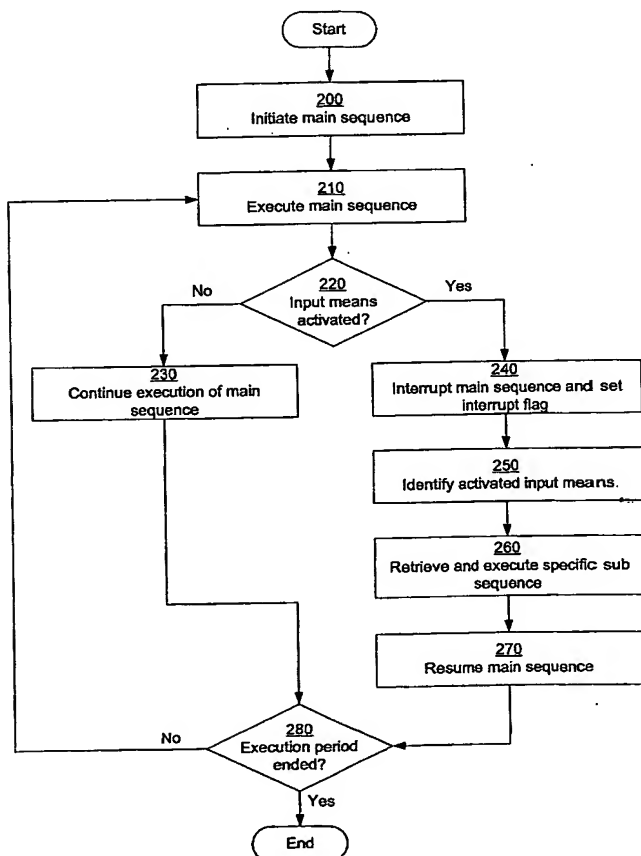 Start
200
Initiate main sequence
210
Execute main sequence
220
Input means
activated?
No
Yes
230
Continue execution of main
sequence
240
Interrupt main sequence and set
interrupt flag
250
Identify activated input means.
260
Retrieve and execute specific sub
sequence
270
Resume main sequence
280
Execution period
ended?
No
Yes
End